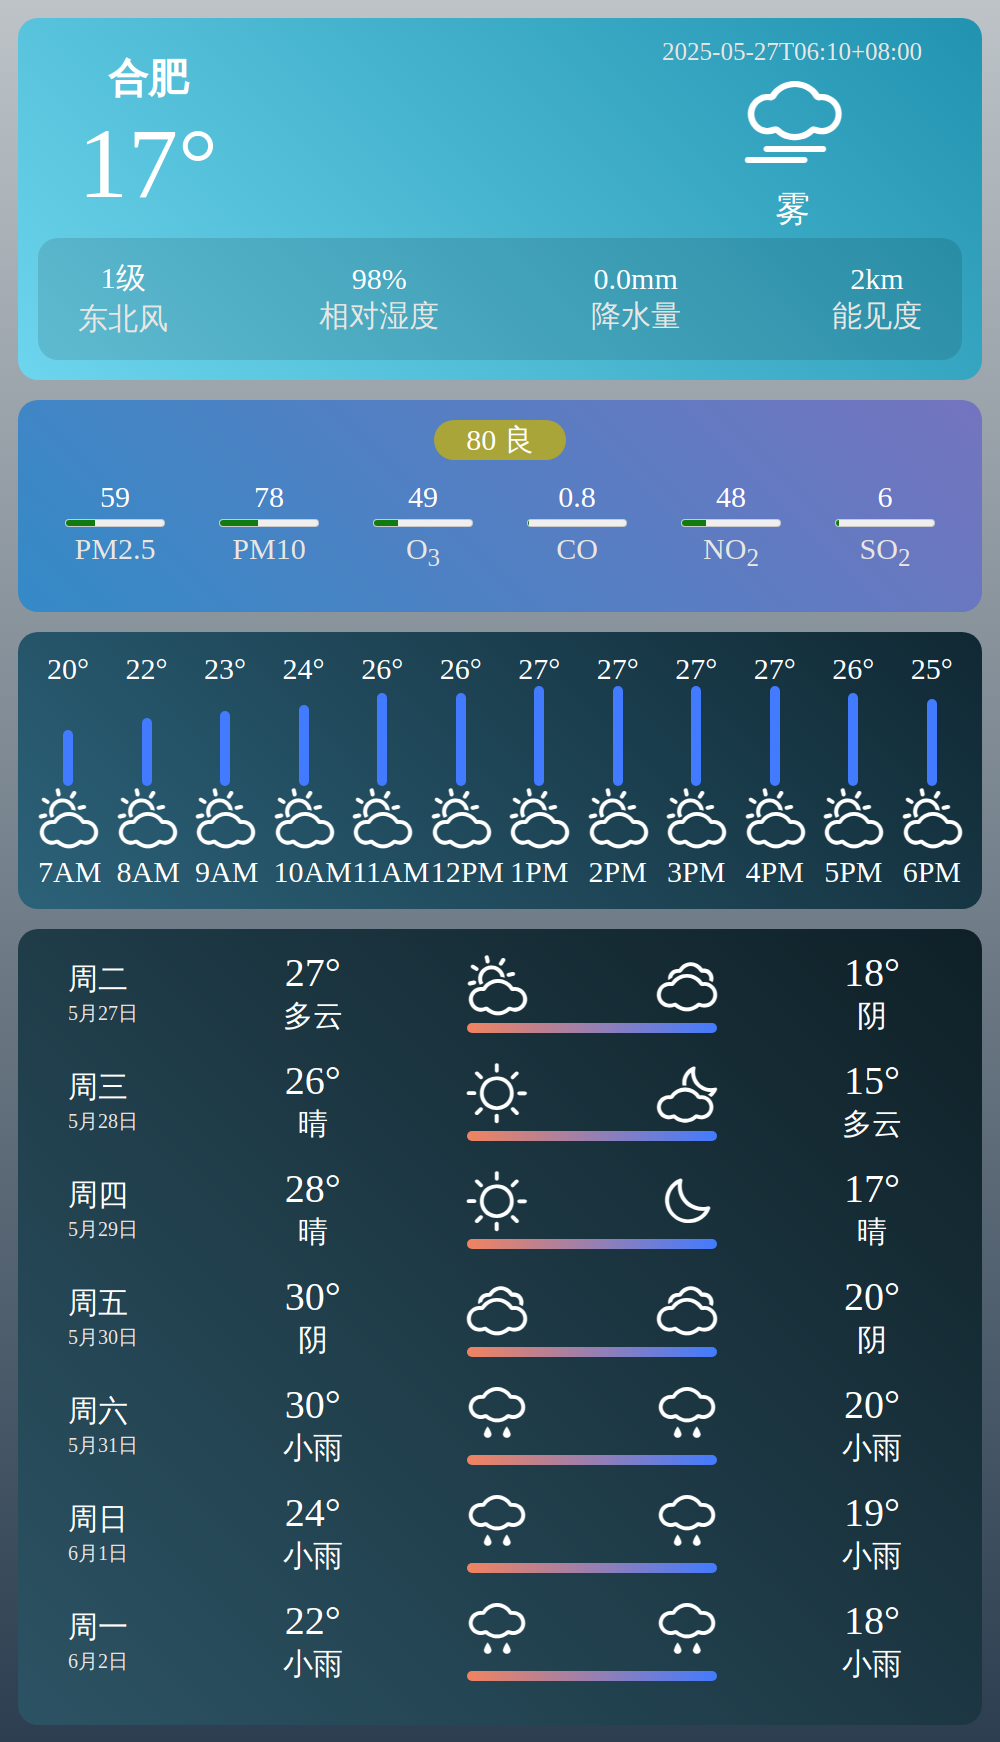 合肥
17°
2025-05-27T06:10+08:00
雾
1级 98% 0.0mm 2km
东北风 相对湿度 降水量 能见度
80 良
59 78 49 0.8 48 6
PM2.5 PM10 O3 CO NO2 SO2
20° 22° 23° 24° 26° 26° 27° 27° 27° 27° 26° 25°
7AM 8AM 9AM 10AM 11AM 12PM 1PM 2PM 3PM 4PM 5PM 6PM
周二 27° 18°
5月27日 多云 阴
周三 26° 15°
5月28日 晴 多云
周四 28° 17°
5月29日 晴 晴
周五 30° 20°
5月30日 阴 阴
周六 30° 20°
5月31日 小雨 小雨
周日 24° 19°
6月1日 小雨 小雨
周一 22° 18°
6月2日 小雨 小雨